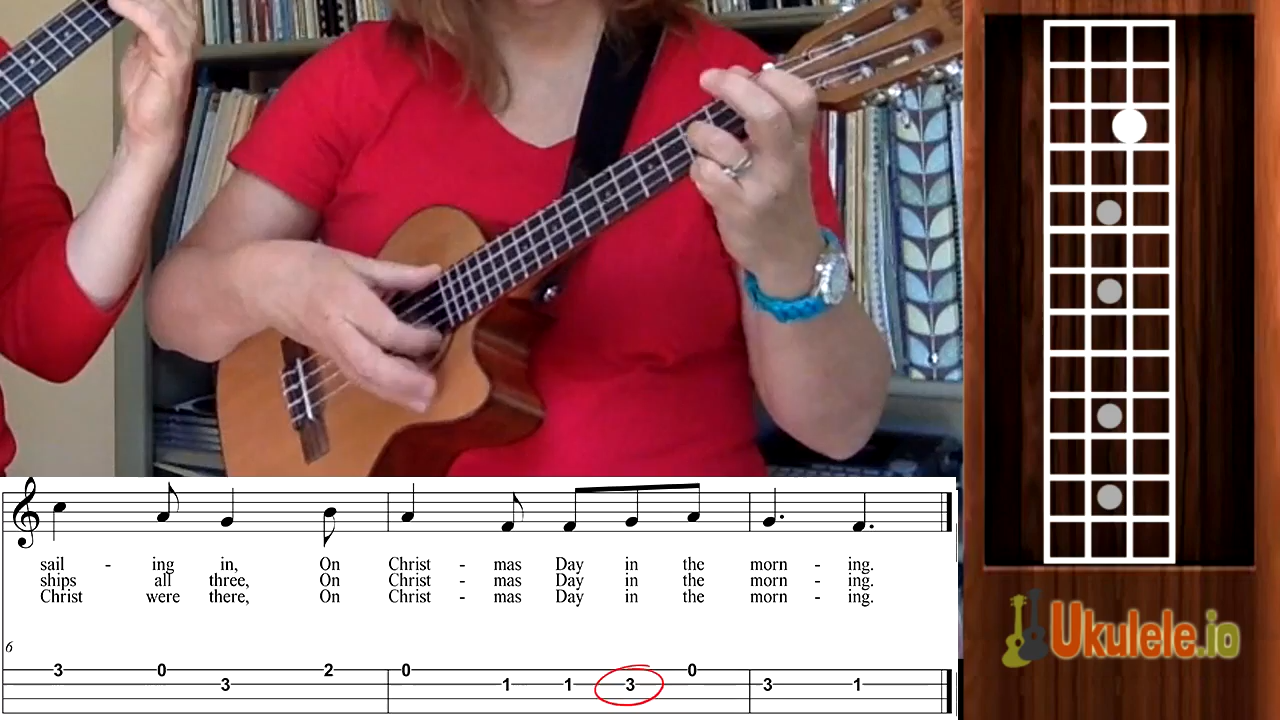 sail - ing in, On Christ - mas Day in the morn - ing.
ships all three, On Christ - mas Day in the morn - ing.
Christ were there, On Christ - mas Day in the morn - ing.
6
3 0 2 0 0
3 1 1 3 3 1
Ukulele.io